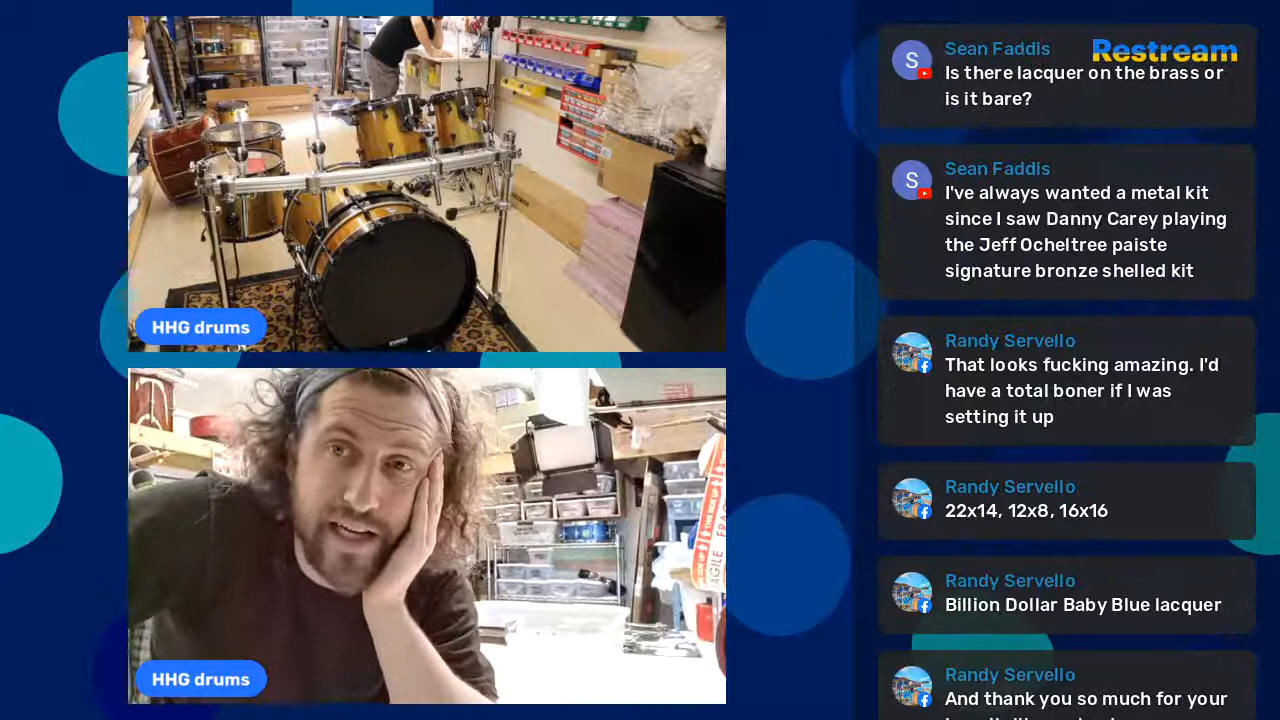 HHG drums
HHG drums
Restream
S
Sean Faddis
Is there lacquer on the brass or
is it bare?
S
Sean Faddis
I've always wanted a metal kit
since I saw Danny Carey playing
the Jeff Ocheltree paiste
signature bronze shelled kit
Randy Servello
That looks fucking amazing. I'd
have a total boner if I was
setting it up
Randy Servello
22x14, 12x8, 16x16
Randy Servello
Billion Dollar Baby Blue lacquer
Randy Servello
And thank you so much for your